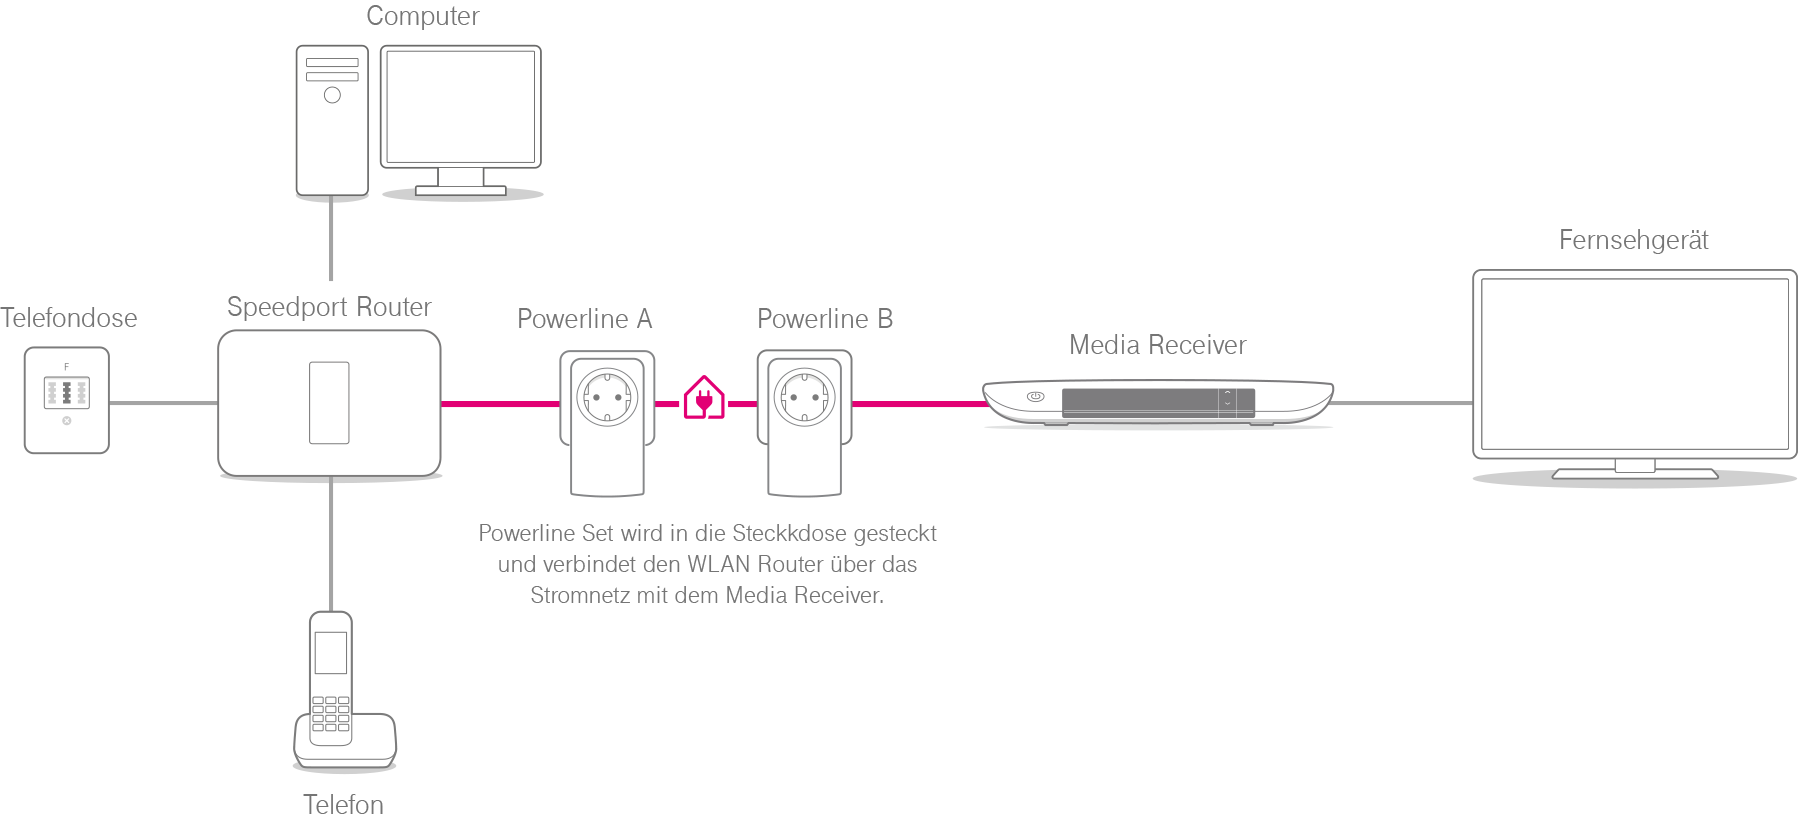 Computer
Fernsehgerät
Speedport Router
Telefondose
Powerline A
Powerline B
Media Receiver
F
Powerline Set wird in die Steckkdose gesteckt
und verbindet den WLAN Router über das
Stromnetz mit dem Media Receiver.
Telefon